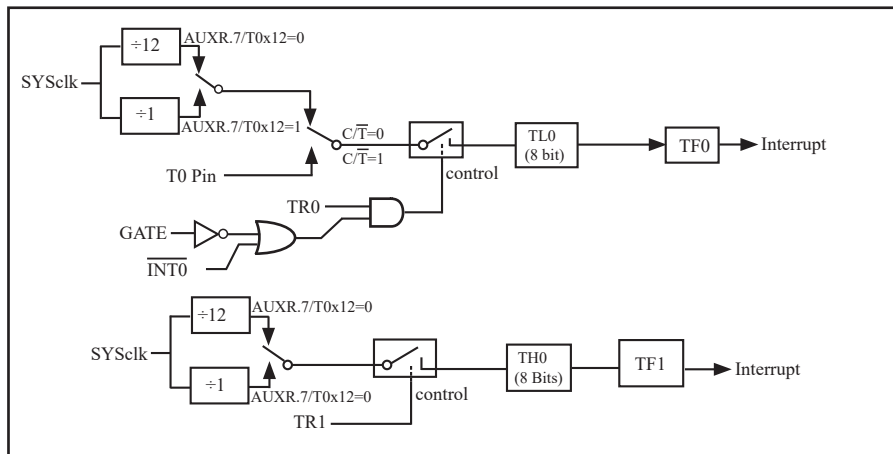 ÷12
AUXR.7/T0x12=0
SYSclk
÷1
AUXR.7/T0x12=1
C/T̅=0
C/T̅=1
TL0
(8 bit)
TF0
Interrupt
T0 Pin
control
TR0
GATE
I̅N̅T̅0̅
÷12
AUXR.7/T0x12=0
SYSclk
÷1
AUXR.7/T0x12=0
TH0
(8 Bits)
TF1
Interrupt
control
TR1